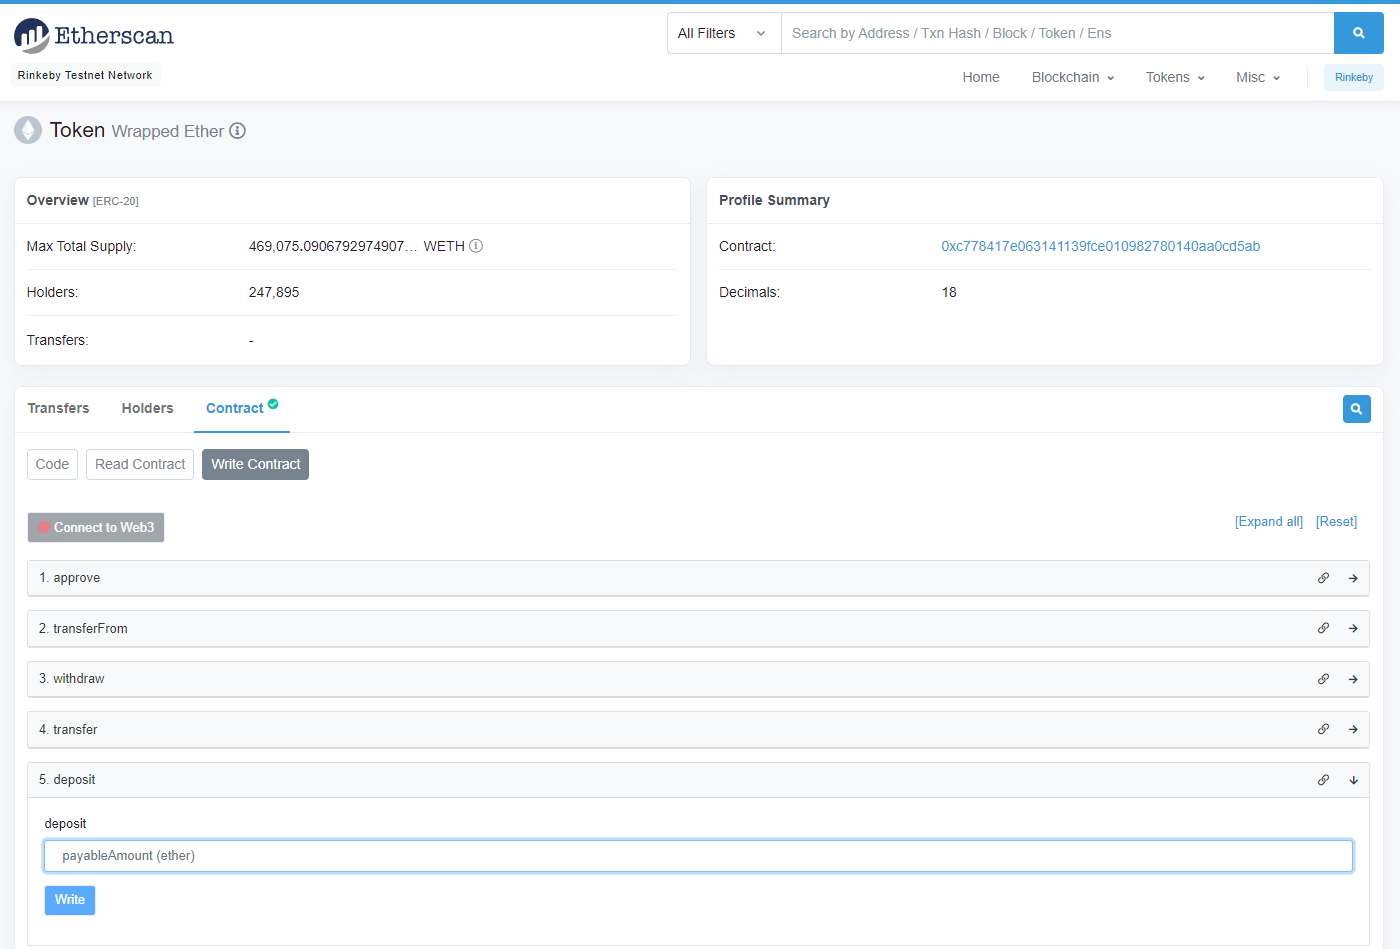 Etherscan
All Filters
Search by Address / Txn Hash / Block / Token / Ens
Rinkeby Testnet Network
Home Blockchain Tokens Misc Rinkeby
Token Wrapped Ether
Overview [ERC-20]
Max Total Supply: 469,075.0906792974907... WETH
Holders: 247,895
Transfers: -
Profile Summary
Contract: 0xc778417e063141139fce010982780140aa0cd5ab
Decimals: 18
Transfers Holders Contract
Code Read Contract Write Contract
Connect to Web3
[Expand all] [Reset]
1. approve
2. transferFrom
3. withdraw
4. transfer
5. deposit
deposit
payableAmount (ether)
Write